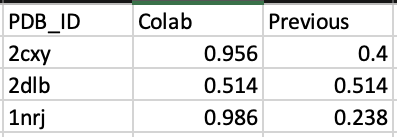 PDB_ID Colab Previous
2cxy 0.956 0.4
2dlb 0.514 0.514
1nrj 0.986 0.238